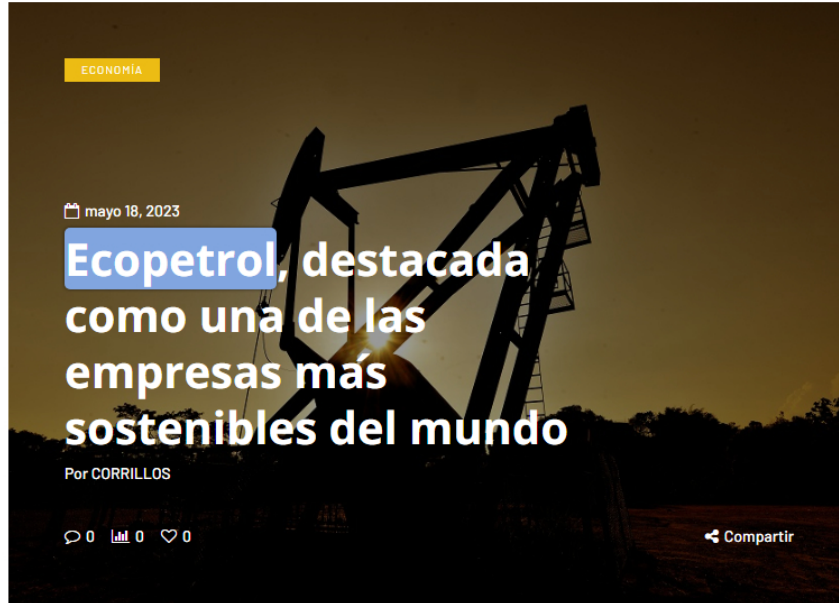 ECONOMÍA
mayo 18, 2023
Ecopetrol, destacada
como una de las
empresas más
sostenibles del mundo
Por CORRILLOS
0 0 0
Compartir